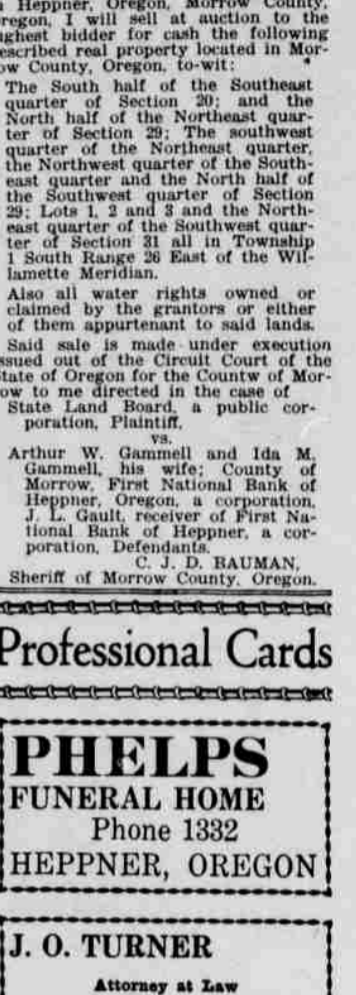 Heppner, Oregon, Morrow County,
regon, I will sell at auction to the
ighest bidder for cash the following
escribed real property located in Mor-
ow County, Oregon, to-wit:
The South half of the Southeast
quarter of Section 20; and the
North half of the Northeast quar-
ter of Section 29; The southwest
quarter of the Northeast quarter,
the Northwest quarter of the South-
east quarter and the North half of
the Southwest quarter of Section
29; Lots 1, 2 and 3 and the North-
east quarter of the Southwest quar-
ter of Section 31 all in Township
1 South Range 26 East of the Wil-
lamette Meridian.
Also all water rights owned or
claimed by the grantors or either
of them appurtenant to said lands.
Said sale is made under execution
ssued out of the Circuit Court of the
tate of Oregon for the Countw of Mor-
ow to me directed in the case of
State Land Board, a public cor-
poration, Plaintiff,
vs.
Arthur W. Gammell and Ida M.
Gammell, his wife; County of
Morrow, First National Bank of
Heppner, Oregon, a corporation,
J. L. Gault, receiver of First Na-
tional Bank of Heppner, a cor-
poration, Defendants.
C. J. D. BAUMAN,
Sheriff of Morrow County, Oregon.
Professional Cards
PHELPS
FUNERAL HOME
Phone 1332
HEPPNER, OREGON
J. O. TURNER
Attorney at Law